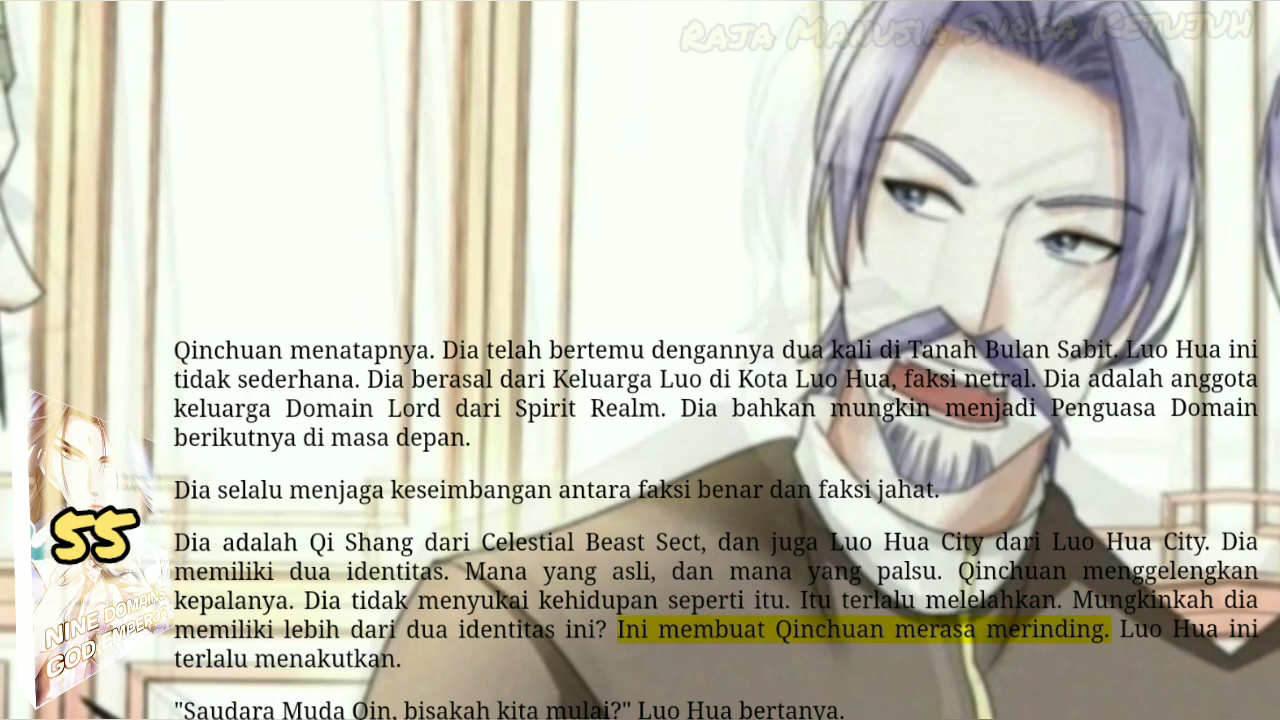 Raja Manusia Surga Ketujuh
Qinchuan menatapnya. Dia telah bertemu dengannya dua kali di Tanah Bulan Sabit. Luo Hua ini
tidak sederhana. Dia berasal dari Keluarga Luo di Kota Luo Hua, faksi netral. Dia adalah anggota
keluarga Domain Lord dari Spirit Realm. Dia bahkan mungkin menjadi Penguasa Domain
berikutnya di masa depan.
Dia selalu menjaga keseimbangan antara faksi benar dan faksi jahat.
Dia adalah Qi Shang dari Celestial Beast Sect, dan juga Luo Hua City dari Luo Hua City. Dia
memiliki dua identitas. Mana yang asli, dan mana yang palsu. Qinchuan menggelengkan
kepalanya. Dia tidak menyukai kehidupan seperti itu. Itu terlalu melelahkan. Mungkinkah dia
memiliki lebih dari dua identitas ini? Ini membuat Qinchuan merasa merinding. Luo Hua ini
terlalu menakutkan.
"Saudara Muda Qin, bisakah kita mulai?" Luo Hua bertanya.
SS
NINE DOMAINS
GOD EMPEROR